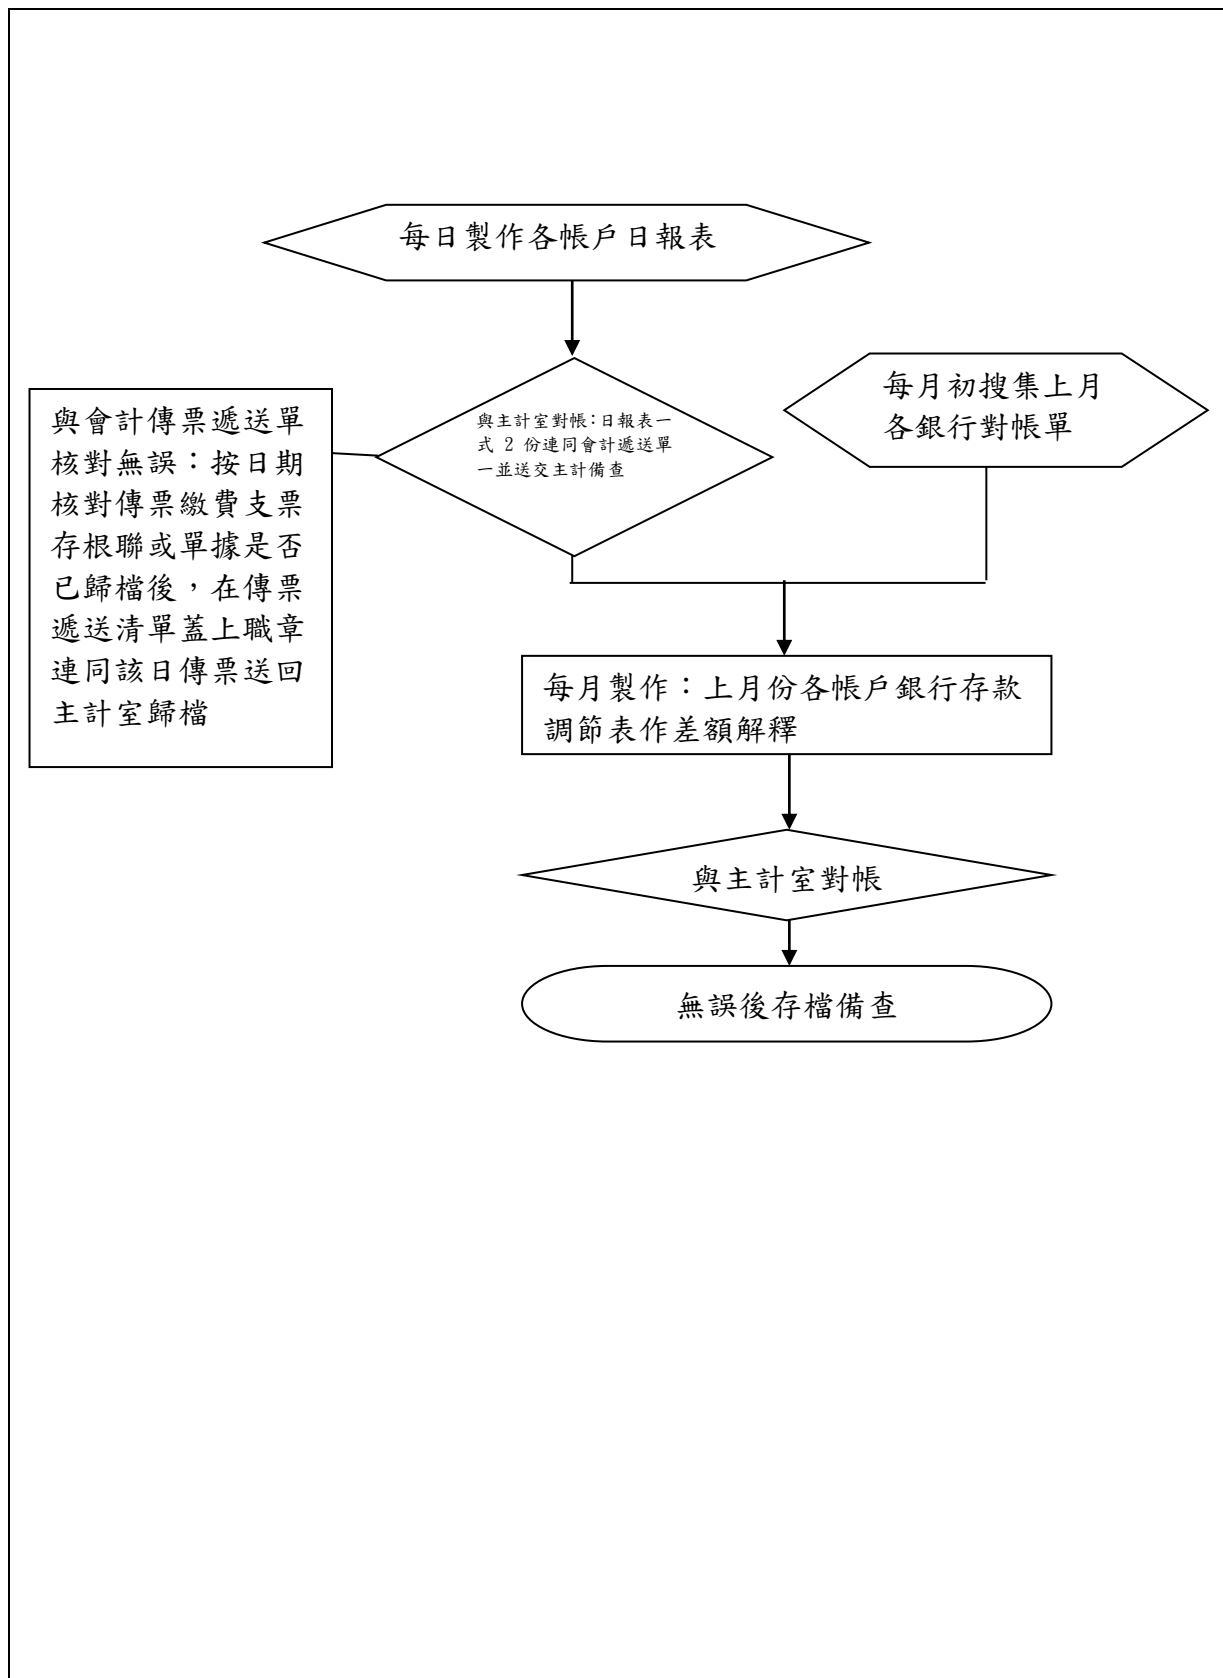 每日製作各帳戶日報表
與主計室對帳：日報表一
式 2 份連同會計遞送單
一並送交主計備查
每月初搜集上月
各銀行對帳單
與會計傳票遞送單
核對無誤：按日期
核對傳票繳費支票
存根聯或單據是否
已歸檔後，在傳票
遞送清單蓋上職章
連同該日傳票送回
主計室歸檔
每月製作：上月份各帳戶銀行存款
調節表作差額解釋
與主計室對帳
無誤後存檔備查